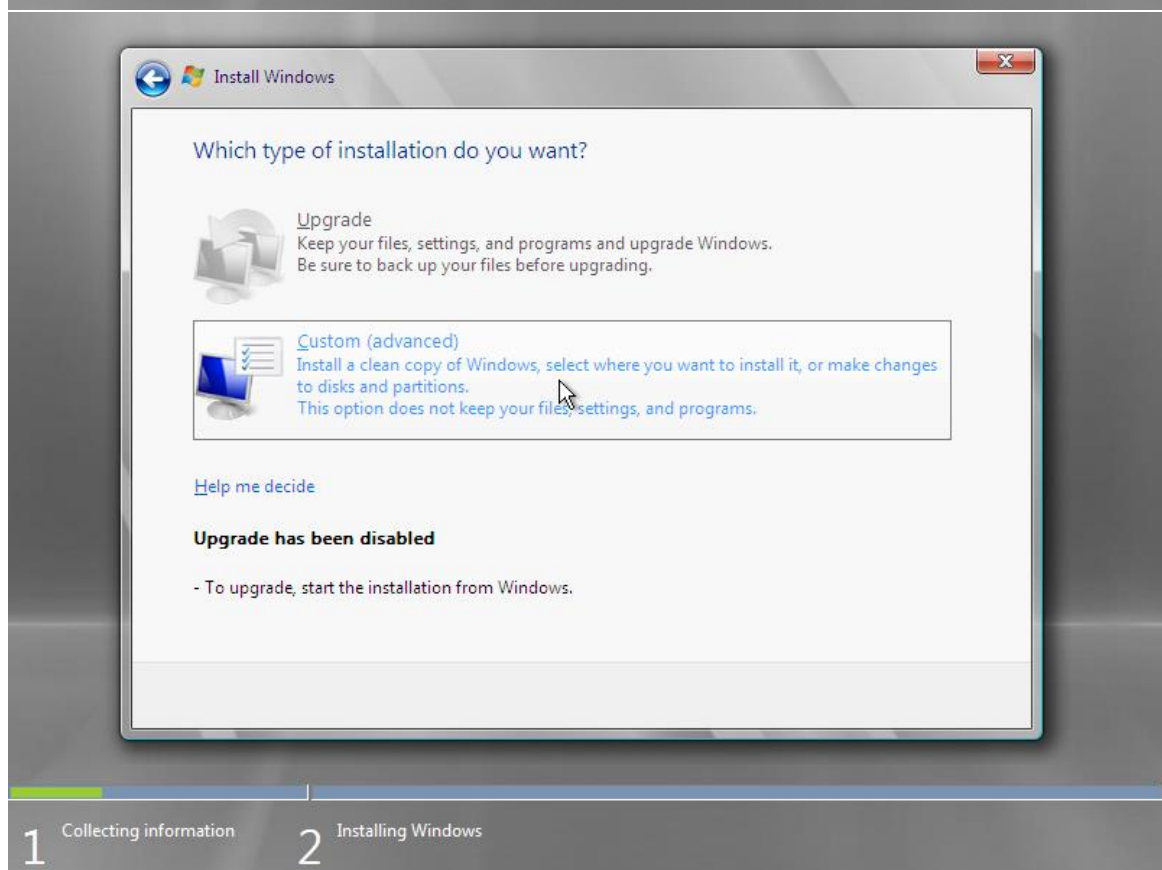 Install Windows
Which type of installation do you want?
Upgrade
Keep your files, settings, and programs and upgrade Windows.
Be sure to back up your files before upgrading.
Custom (advanced)
Install a clean copy of Windows, select where you want to install it, or make changes
to disks and partitions.
This option does not keep your files, settings, and programs.
Help me decide
Upgrade has been disabled
- To upgrade, start the installation from Windows.
1 Collecting information 2 Installing Windows